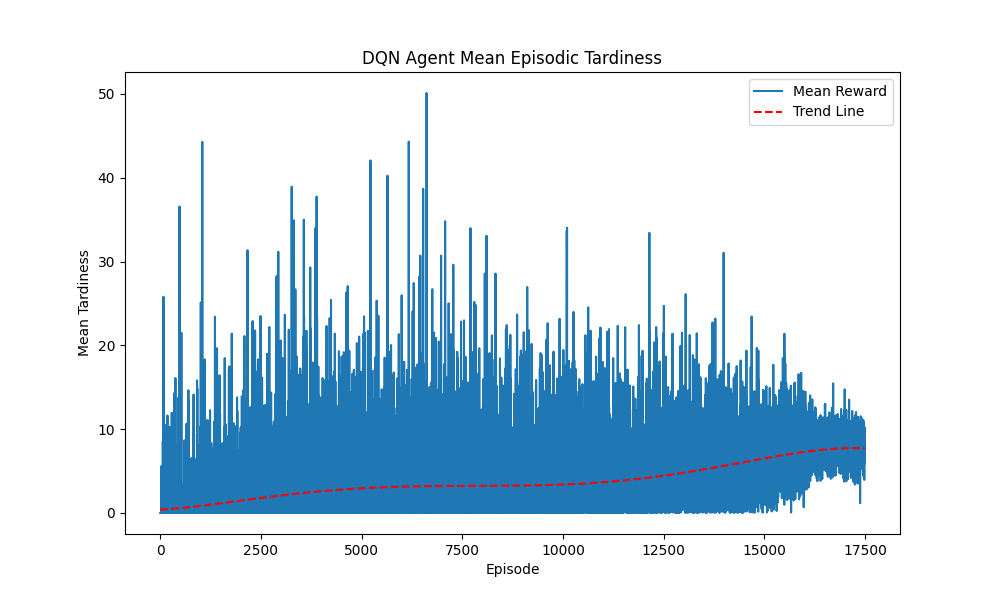 DQN Agent Mean Episodic Tardiness
Mean Reward
Trend Line
50
40
30
20
10
0
Mean Tardiness
0 2500 5000 7500 10000 12500 15000 17500
Episode